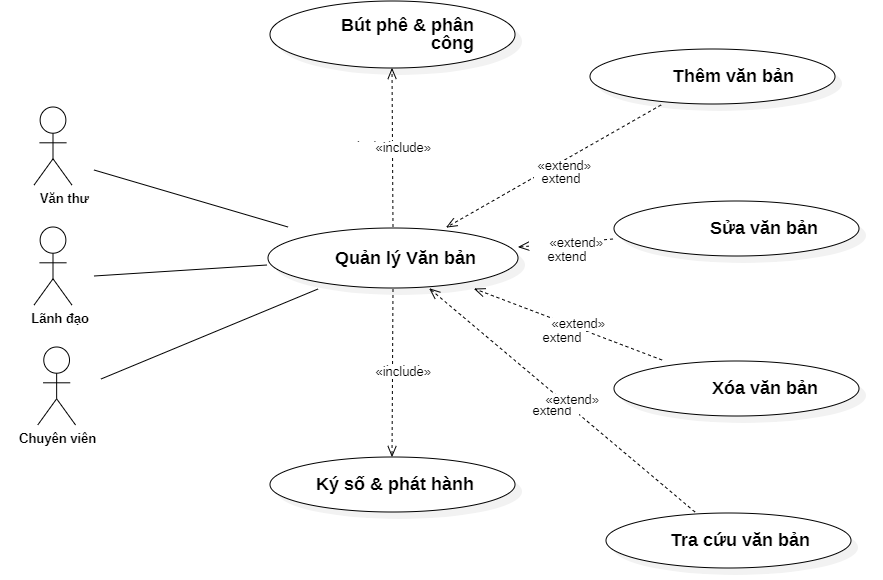 Bút phê & phân
công
Thêm văn bản
«include»
«extend»
extend
Văn thư
Sửa văn bản
«extend»
extend
Quản lý Văn bản
Lãnh đạo
«extend»
extend
«include»
Xóa văn bản
«extend»
extend
Chuyên viên
Ký số & phát hành
Tra cứu văn bản